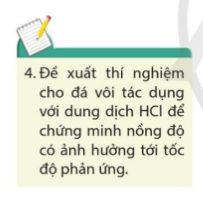 4. Đề xuất thí nghiệm
cho đá vôi tác dụng
với dung dịch HCl để
chứng minh nồng độ
có ảnh hưởng tới tốc
độ phản ứng.